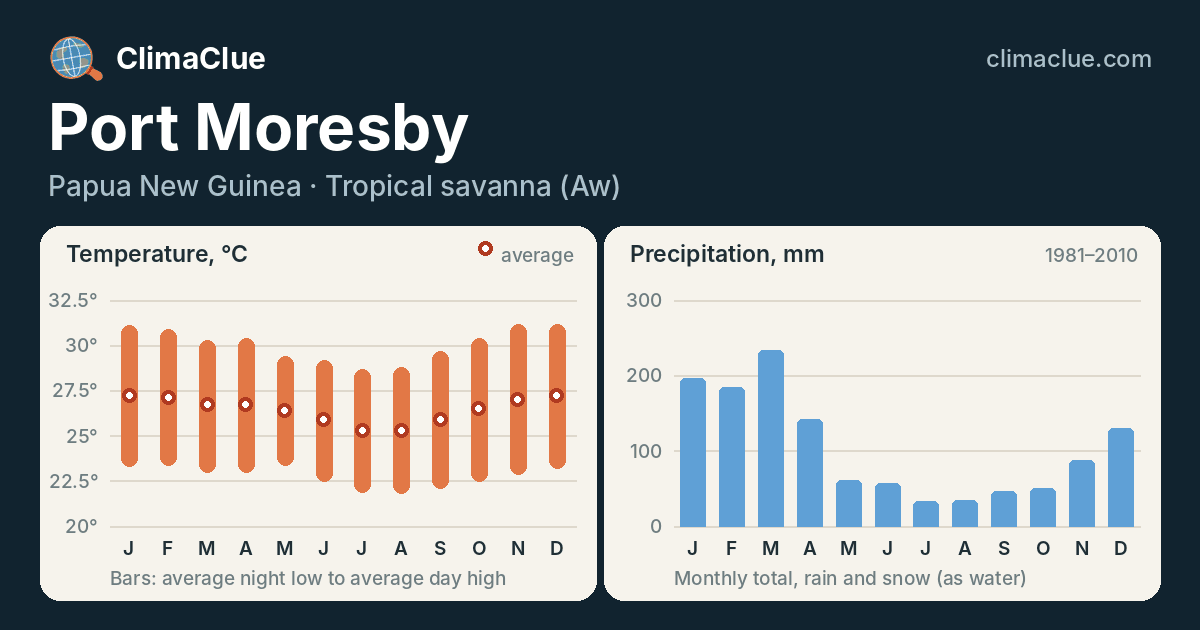 ClimaClue
climaclue.com
Port Moresby
Papua New Guinea · Tropical savanna (Aw)
Temperature, °C
average
32.5°
30°
27.5°
25°
22.5°
20°
J F M A M J J A S O N D
Bars: average night low to average day high
Precipitation, mm
1981–2010
300
200
100
0
J F M A M J J A S O N D
Monthly total, rain and snow (as water)